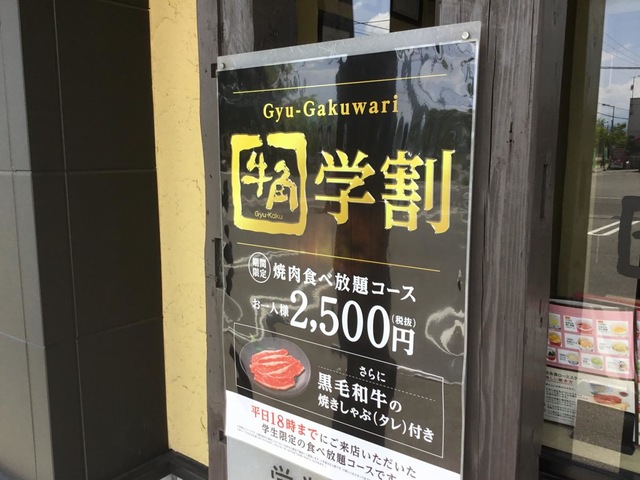 Gyu-Gakuwari
牛角 学割
Gyu-Kaku
期間限定 焼肉食べ放題コース
お一人様2,500円(税抜)
さらに
黒毛和牛の
焼きしゃぶ(タレ)付き
平日18時までにご来店いただいた
学生限定の食べ放題コースです